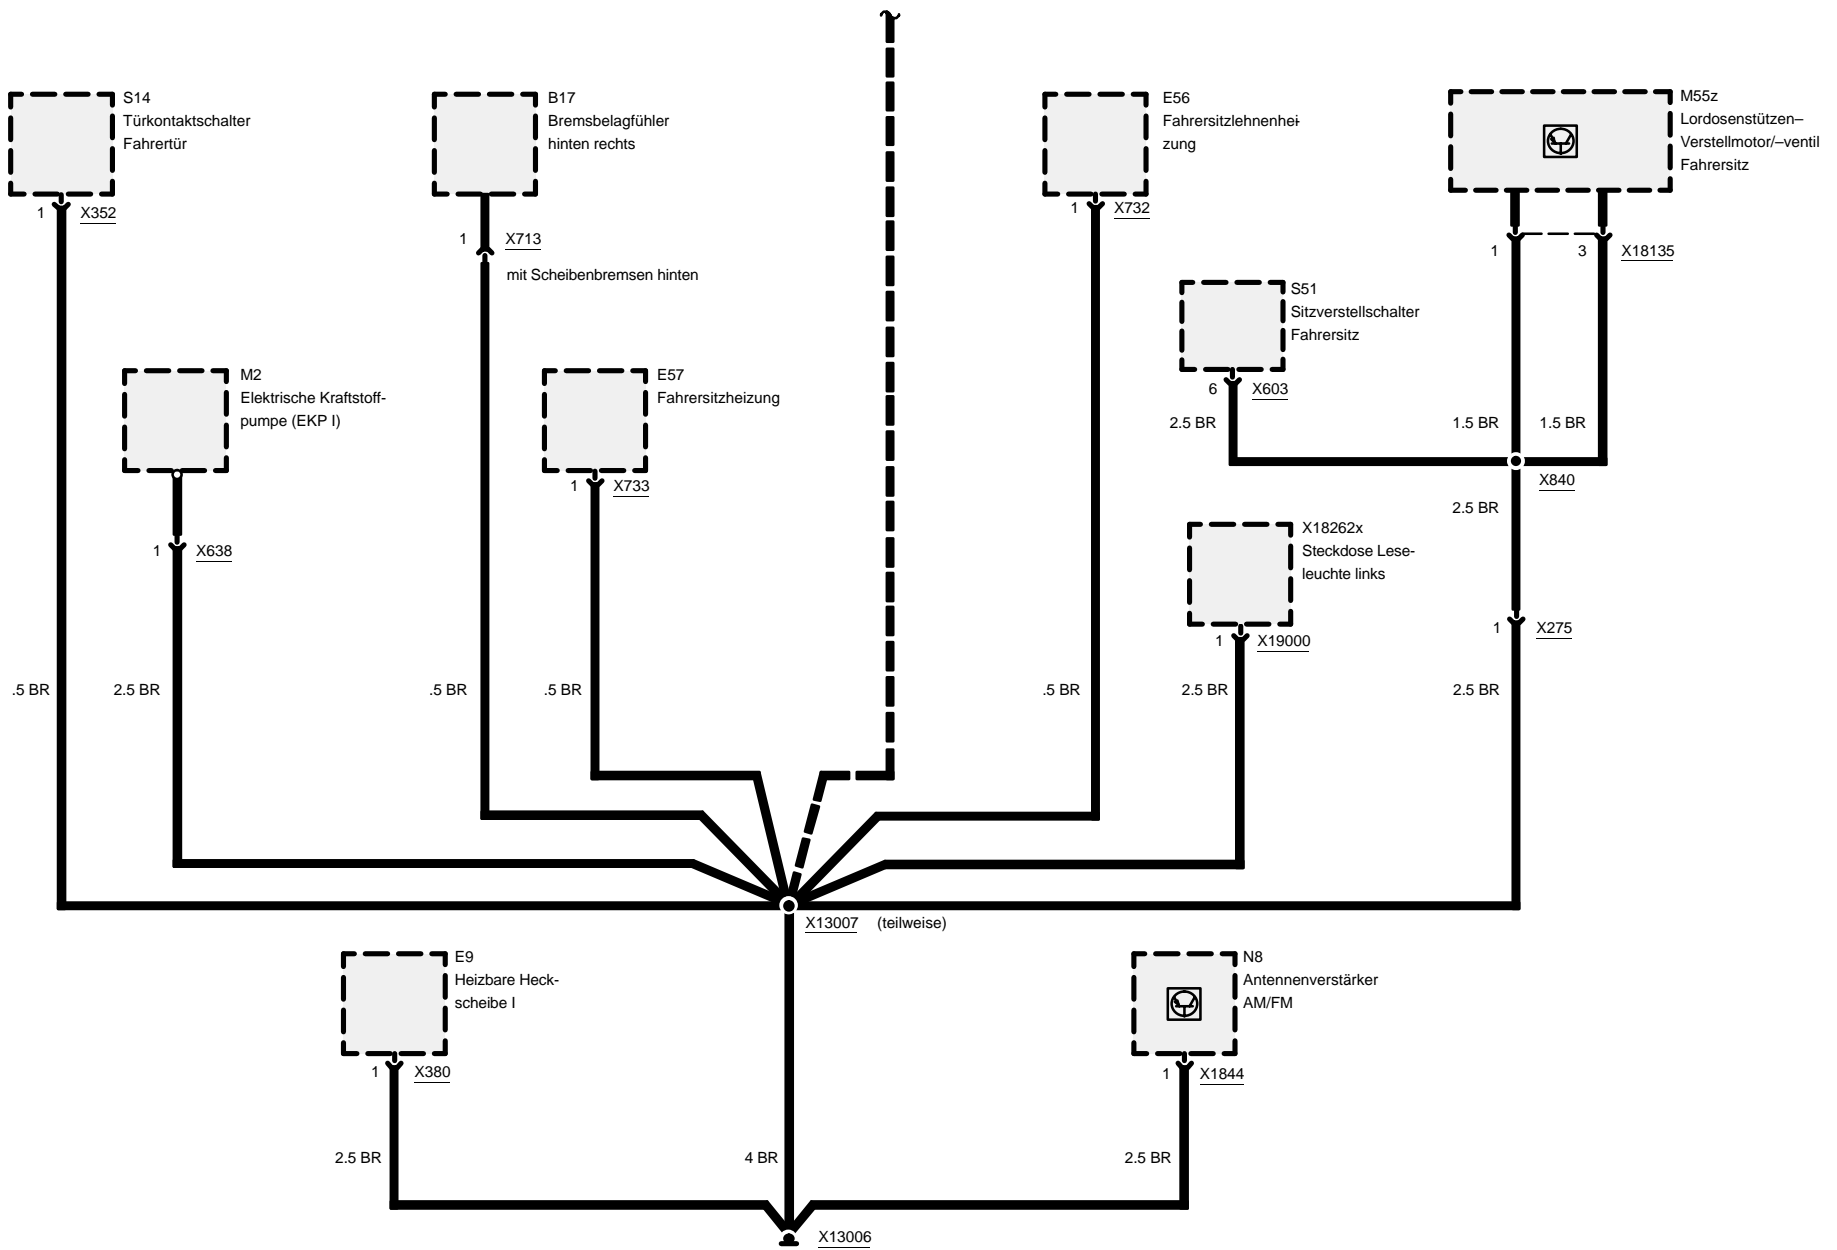 S14
Türkontaktschalter
Fahrertür
1 X352
B17
Bremsbelagfühler
hinten rechts
1 X713
mit Scheibenbremsen hinten
E56
Fahrersitzlehnenhei-
zung
1 X732
M55z
Lordosenstützen–
Verstellmotor/–ventil
Fahrersitz
1 3 X18135
S51
Sitzverstellschalter
Fahrersitz
6 X603
2.5 BR
1.5 BR 1.5 BR
X840
2.5 BR
M2
Elektrische Kraftstoff-
pumpe (EKP I)
1 X638
E57
Fahrersitzheizung
1 X733
X18262x
Steckdose Lese-
leuchte links
1 X19000
1 X275
.5 BR 2.5 BR .5 BR .5 BR .5 BR 2.5 BR 2.5 BR
X13007 (teilweise)
E9
Heizbare Heck-
scheibe I
1 X380
N8
Antennenverstärker
AM/FM
1 X1844
2.5 BR 4 BR 2.5 BR
X13006